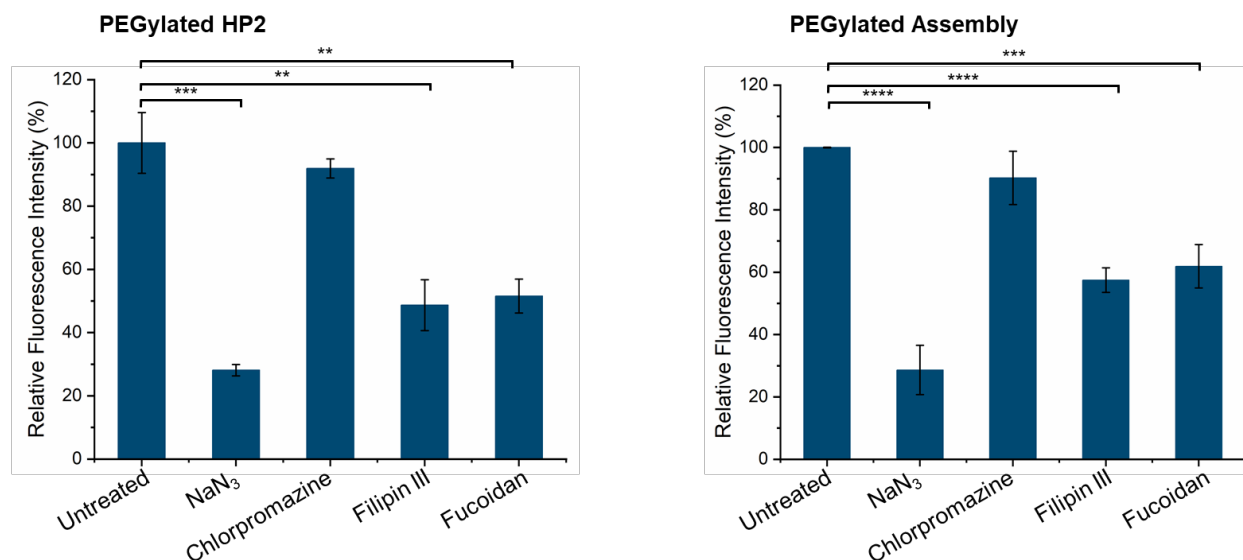 PEGylated HP2
**
**
***
120
100
80
60
40
20
0
Relative Fluorescence Intensity (%)
Untreated
NaN₃
Chlorpromazine
Filipin III
Fucoidan
PEGylated Assembly
***
****
****
120
100
80
60
40
20
0
Relative Fluorescence Intensity (%)
Untreated
NaN₃
Chlorpromazine
Filipin III
Fucoidan